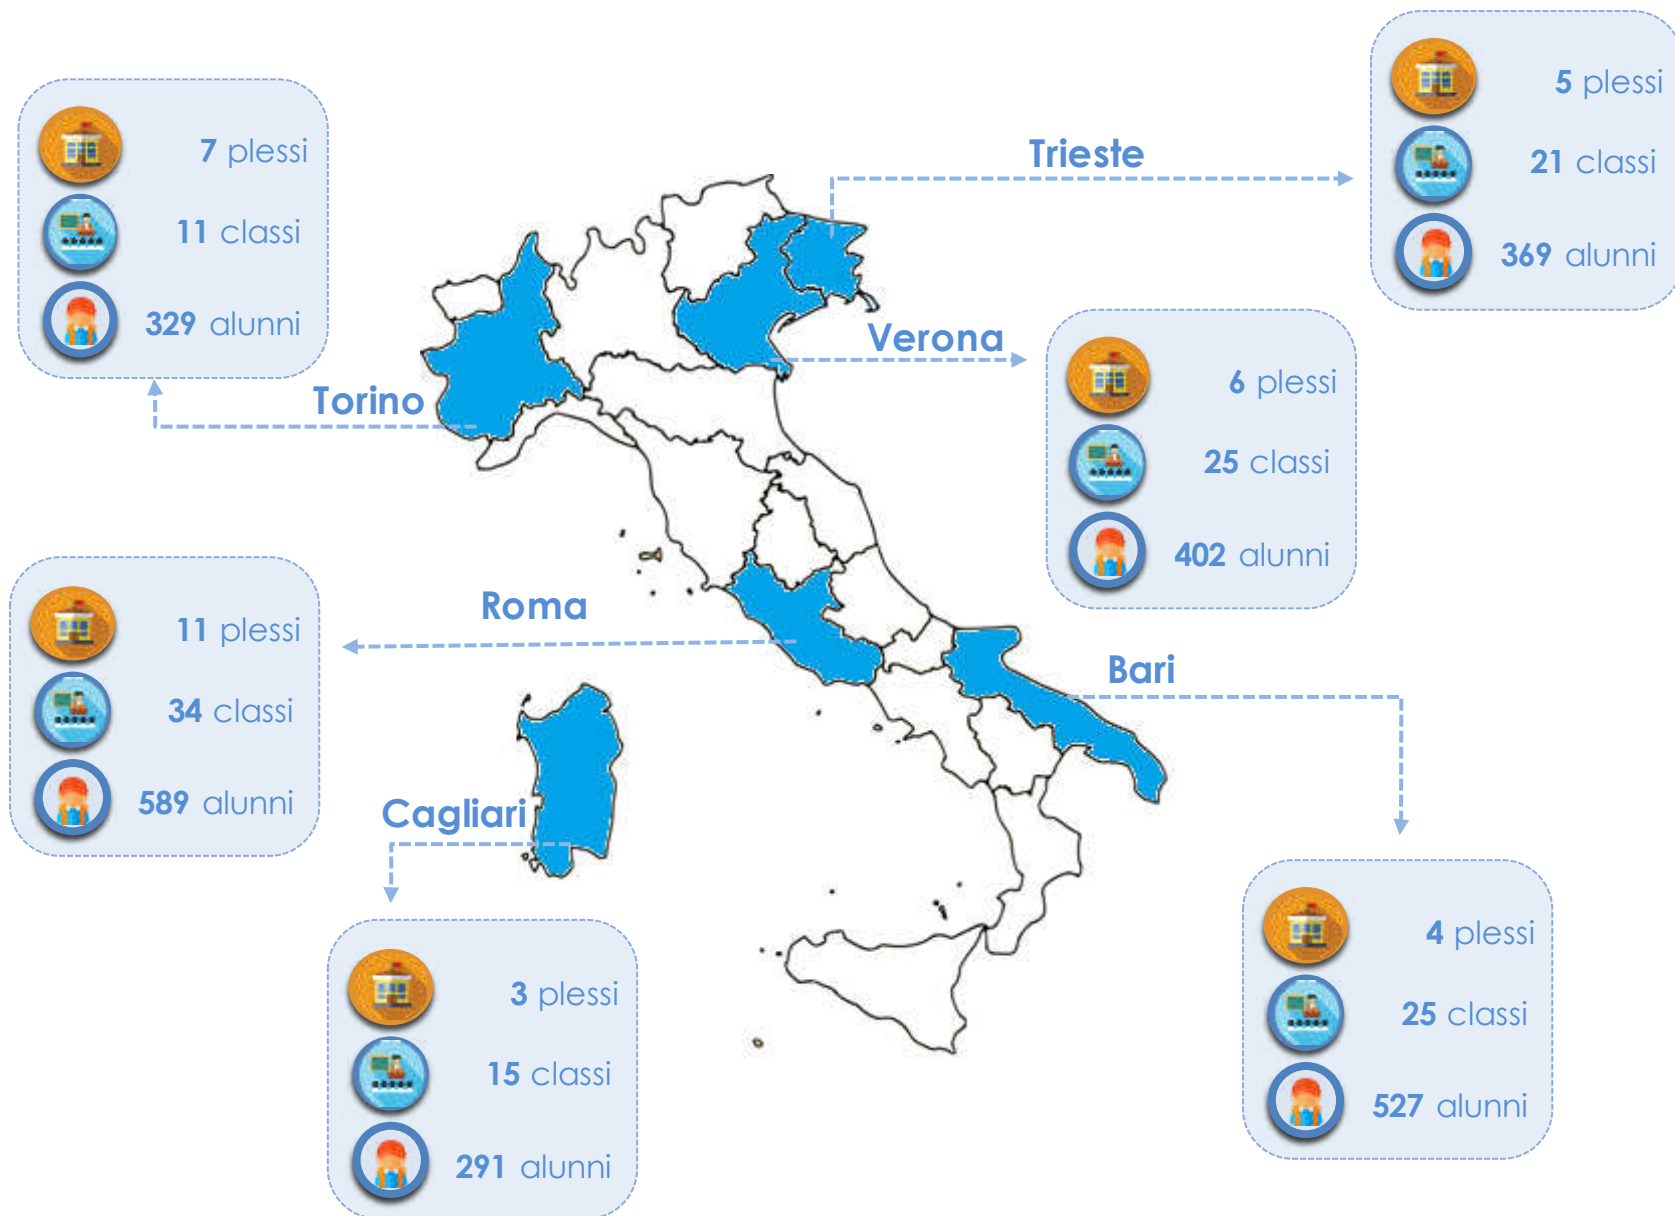 Torino
7 plessi
11 classi
329 alunni
Trieste
5 plessi
21 classi
369 alunni
Verona
6 plessi
25 classi
402 alunni
Roma
11 plessi
34 classi
589 alunni
Bari
4 plessi
25 classi
527 alunni
Cagliari
3 plessi
15 classi
291 alunni